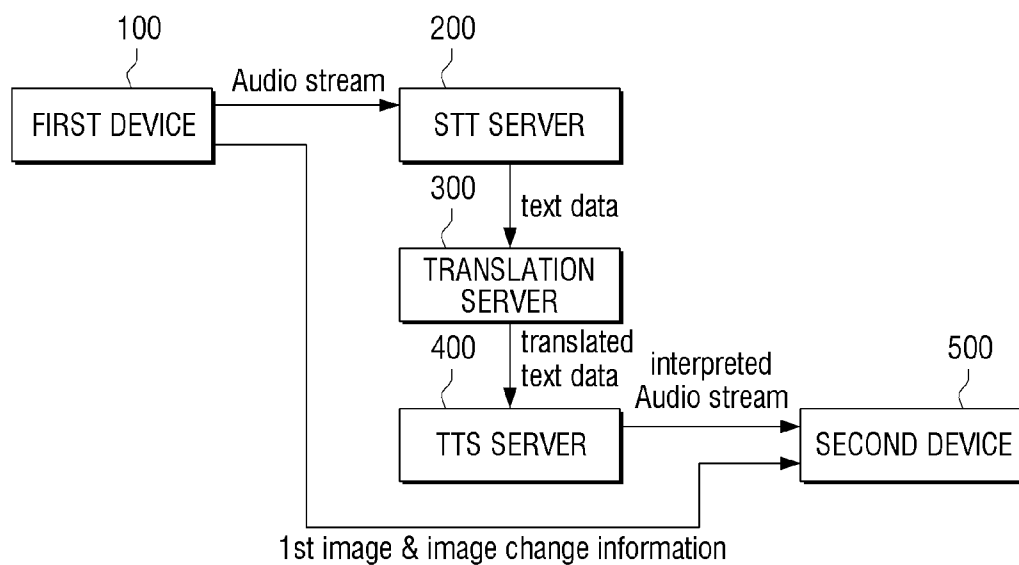 100
200
Audio stream
FIRST DEVICE
STT SERVER
300
text data
TRANSLATION
SERVER
400
translated
text data
interpreted
Audio stream
500
TTS SERVER
SECOND DEVICE
1st image & image change information